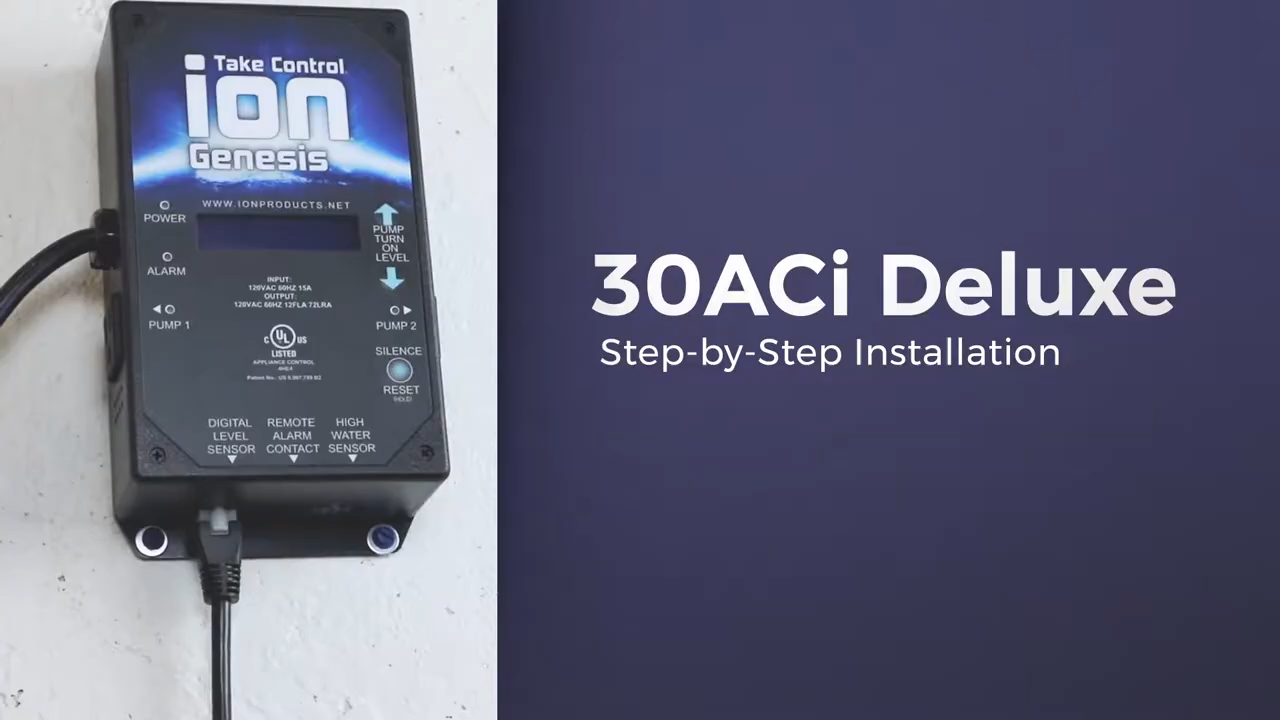 Take Control
ion
Genesis
WWW.IONPRODUCTS.NET
POWER
ALARM
PUMP 1
PUMP
TURN
ON
LEVEL
INPUT:
120VAC 60HZ 15A
OUTPUT:
120VAC 60HZ 12FLA 72LRA
C UL US
LISTED
APPLIANCE CONTROL
PUMP 2
SILENCE
RESET
DIGITAL
LEVEL
SENSOR
REMOTE
ALARM
CONTACT
HIGH
WATER
SENSOR
30ACi Deluxe
Step-by-Step Installation